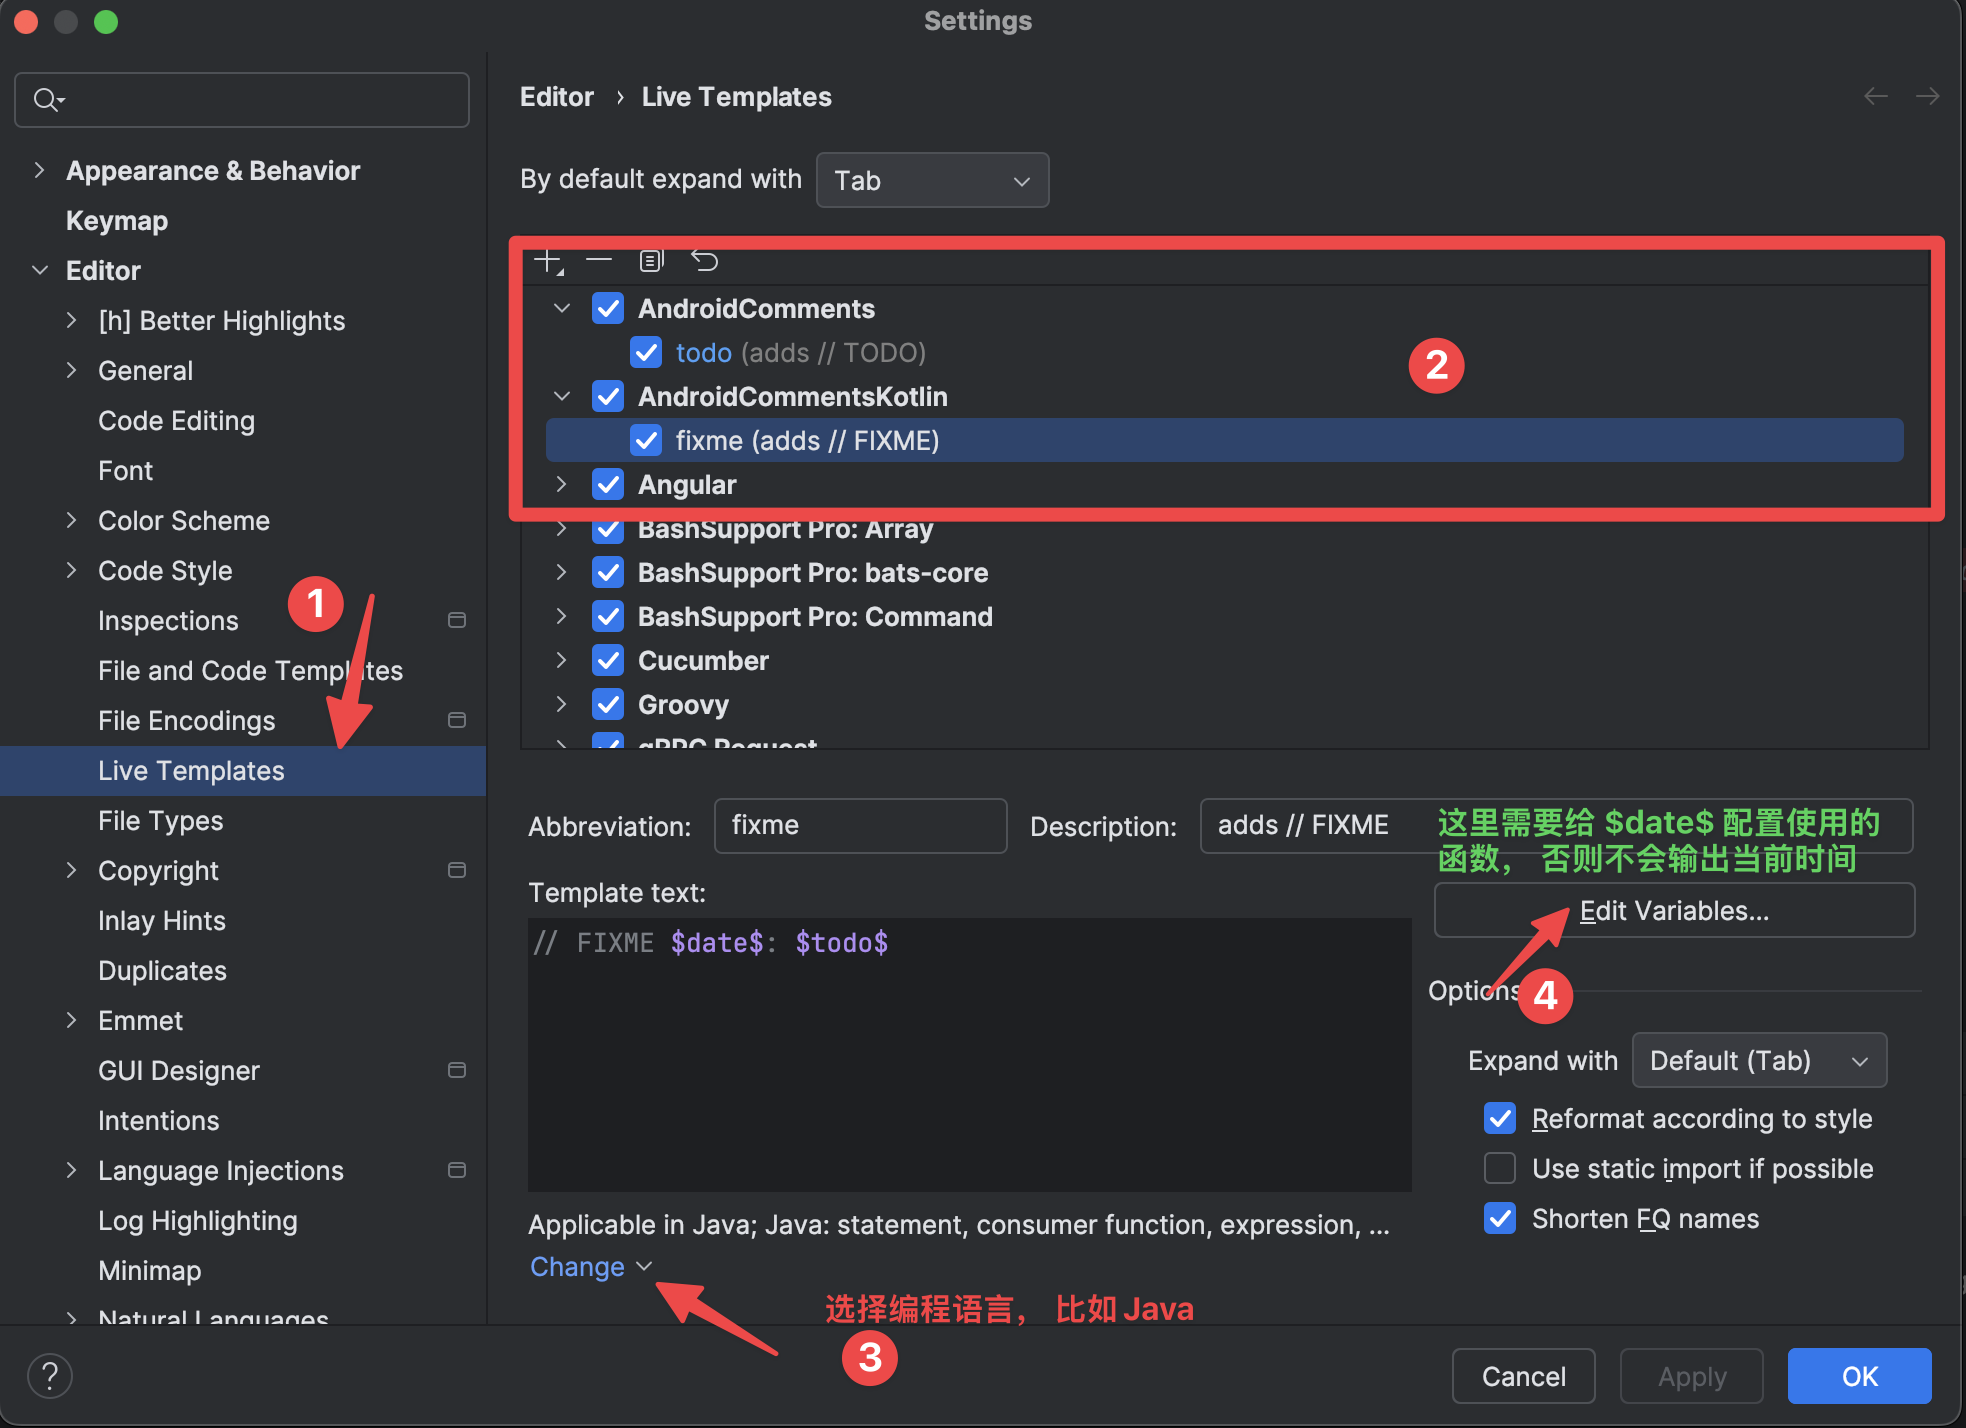 Settings
Editor › Live Templates
By default expand with Tab
Appearance & Behavior
Keymap
Editor
[h] Better Highlights
General
Code Editing
Font
Color Scheme
Code Style
Inspections
File and Code Templates
File Encodings
Live Templates
File Types
Copyright
Inlay Hints
Duplicates
Emmet
GUI Designer
Intentions
Language Injections
Log Highlighting
Minimap
Natural Languages
1
AndroidComments
todo (adds // TODO)
AndroidCommentsKotlin
fixme (adds // FIXME)
Angular
2
BashSupport Pro: Array
BashSupport Pro: bats-core
BashSupport Pro: Command
Cucumber
Groovy
gRPC Request
Abbreviation: fixme Description: adds // FIXME
这里需要给 $date$ 配置使用的
函数， 否则不会输出当前时间
Template text:
Edit Variables...
// FIXME $date$: $todo$
4
Options
Expand with Default (Tab)
Reformat according to style
Use static import if possible
Shorten FQ names
Applicable in Java; Java: statement, consumer function, expression, ...
Change
选择编程语言， 比如 Java
3
?
Cancel Apply OK